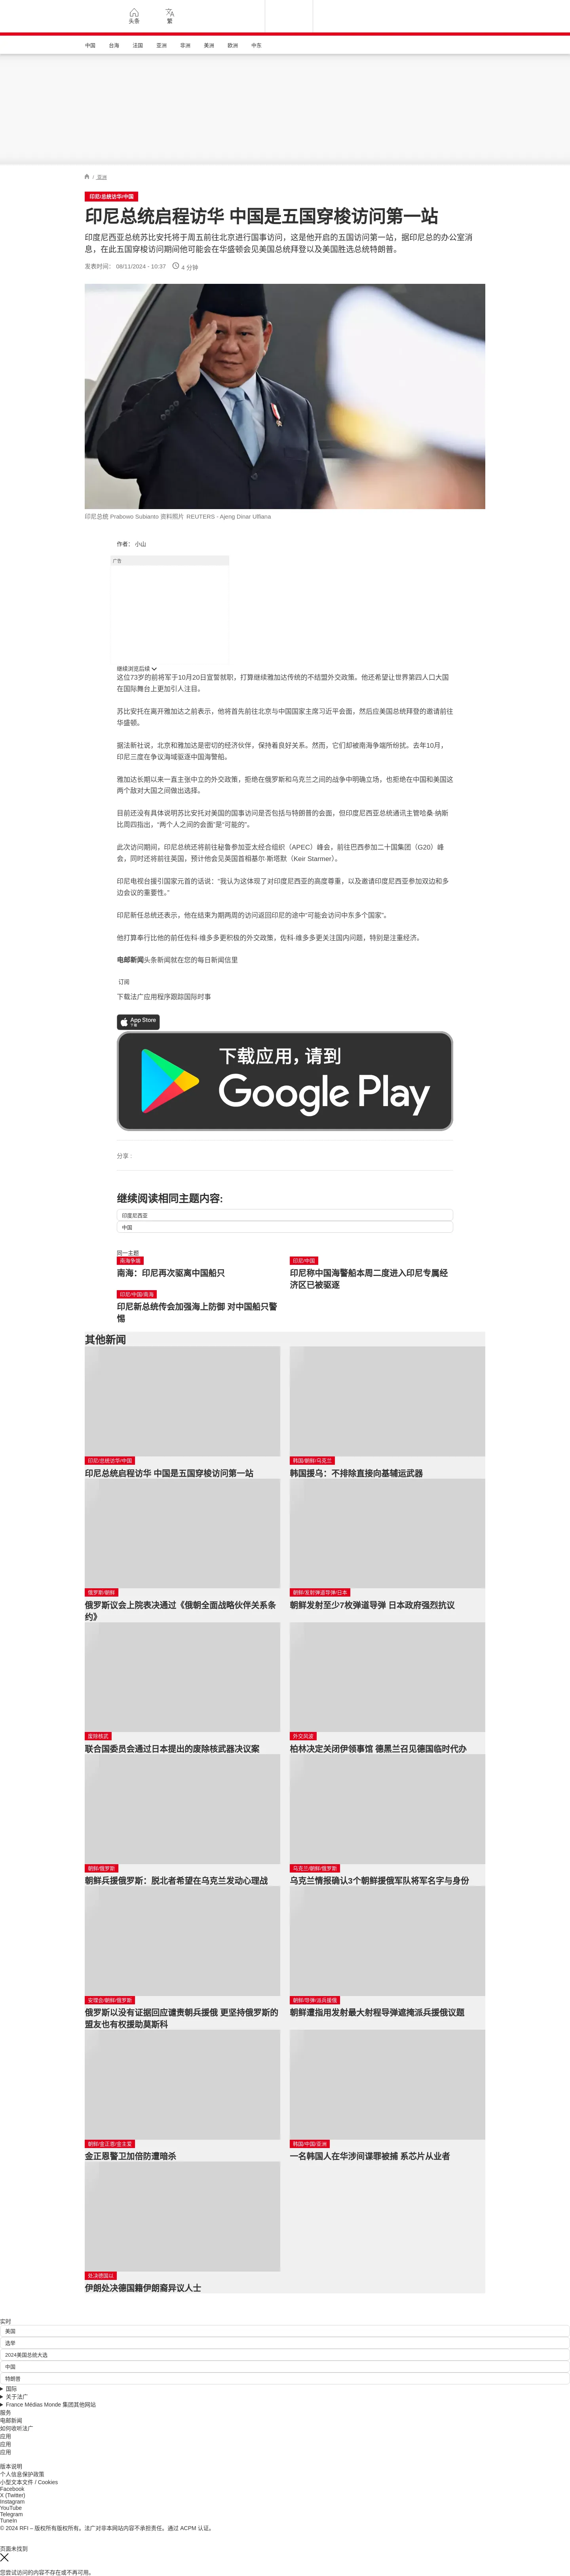 头条
繁
中国
台海
法国
亚洲
非洲
美洲
欧洲
中东
/ 亚洲
印尼/总统访华/中国
印尼总统启程访华 中国是五国穿梭访问第一站
印度尼西亚总统苏比安托将于周五前往北京进行国事访问，这是他开启的五国访问第一站，据印尼总的办公室消
息，在此五国穿梭访问期间他可能会在华盛顿会见美国总统拜登以及美国胜选总统特朗普。
发表时间： 08/11/2024 - 10:37
4 分钟
印尼总统 Prabowo Subianto 资料照片 REUTERS - Ajeng Dinar Ulfiana
作者： 小山
广告
继续浏览后续
这位73岁的前将军于10月20日宣誓就职，打算继续雅加达传统的不结盟外交政策。他还希望让世界第四人口大国
在国际舞台上更加引人注目。
苏比安托在离开雅加达之前表示，他将首先前往北京与中国国家主席习近平会面，然后应美国总统拜登的邀请前往
华盛顿。
据法新社说，北京和雅加达是密切的经济伙伴，保持着良好关系。然而，它们却被南海争端所纷扰。去年10月，
印尼三度在争议海域驱逐中国海警船。
雅加达长期以来一直主张中立的外交政策，拒绝在俄罗斯和乌克兰之间的战争中明确立场，也拒绝在中国和美国这
两个敌对大国之间做出选择。
目前还没有具体说明苏比安托对美国的国事访问是否包括与特朗普的会面，但印度尼西亚总统通讯主管哈桑·纳斯
比周四指出，“两个人之间的会面”是“可能的”。
此次访问期间，印尼总统还将前往秘鲁参加亚太经合组织（APEC）峰会，前往巴西参加二十国集团（G20）峰
会，同时还将前往英国，预计他会见英国首相基尔·斯塔默（Keir Starmer）。
印尼电视台援引国家元首的话说：“我认为这体现了对印度尼西亚的高度尊重，以及邀请印度尼西亚参加双边和多
边会议的重要性。”
印尼新任总统还表示，他在结束为期两周的访问返回印尼的途中“可能会访问中东多个国家”。
他打算奉行比他的前任佐科·维多多更积极的外交政策，佐科·维多多更关注国内问题，特别是注重经济。
电邮新闻头条新闻就在您的每日新闻信里
订阅
下载法广应用程序跟踪国际时事
App Store
下载
下载应用，请到
Google Play
分享 :
继续阅读相同主题内容:
印度尼西亚
中国
同一主题
南海争端
南海：印尼再次驱离中国船只
印尼/中国
印尼称中国海警船本周二度进入印尼专属经
济区已被驱逐
印尼/中国/南海
印尼新总统传会加强海上防御 对中国船只警
惕
其他新闻
印尼/总统访华/中国
印尼总统启程访华 中国是五国穿梭访问第一站
韩国/朝鲜/乌克兰
韩国援乌：不排除直接向基辅运武器
俄罗斯/朝鲜
俄罗斯议会上院表决通过《俄朝全面战略伙伴关系条
约》
朝鲜/发射弹道导弹/日本
朝鲜发射至少7枚弹道导弹 日本政府强烈抗议
废除核武
联合国委员会通过日本提出的废除核武器决议案
外交风波
柏林决定关闭伊领事馆 德黑兰召见德国临时代办
朝鲜/俄罗斯
朝鲜兵援俄罗斯：脱北者希望在乌克兰发动心理战
乌克兰/朝鲜/俄罗斯
乌克兰情报确认3个朝鲜援俄军队将军名字与身份
安理会/朝鲜/俄罗斯
俄罗斯以没有证据回应谴责朝兵援俄 更坚持俄罗斯的
盟友也有权援助莫斯科
朝鲜/导弹/派兵援俄
朝鲜遭指用发射最大射程导弹遮掩派兵援俄议题
朝鲜/金正恩/金主爱
金正恩警卫加倍防遭暗杀
韩国/中国/亚洲
一名韩国人在华涉间谍罪被捕 系芯片从业者
处决德国以
伊朗处决德国籍伊朗裔异议人士
实时
美国
选举
2024美国总统大选
中国
特朗普
国际
关于法广
France Médias Monde 集团其他网站
服务
电邮新闻
如何收听法广
应用
应用
应用
版本说明
个人信息保护政策
小型文本文件 / Cookies
Facebook
X (Twitter)
Instagram
YouTube
Telegram
TuneIn
© 2024 RFI – 版权所有版权所有。法广对非本网站内容不承担责任。通过 ACPM 认证。
页面未找到
您尝试访问的内容不存在或不再可用。